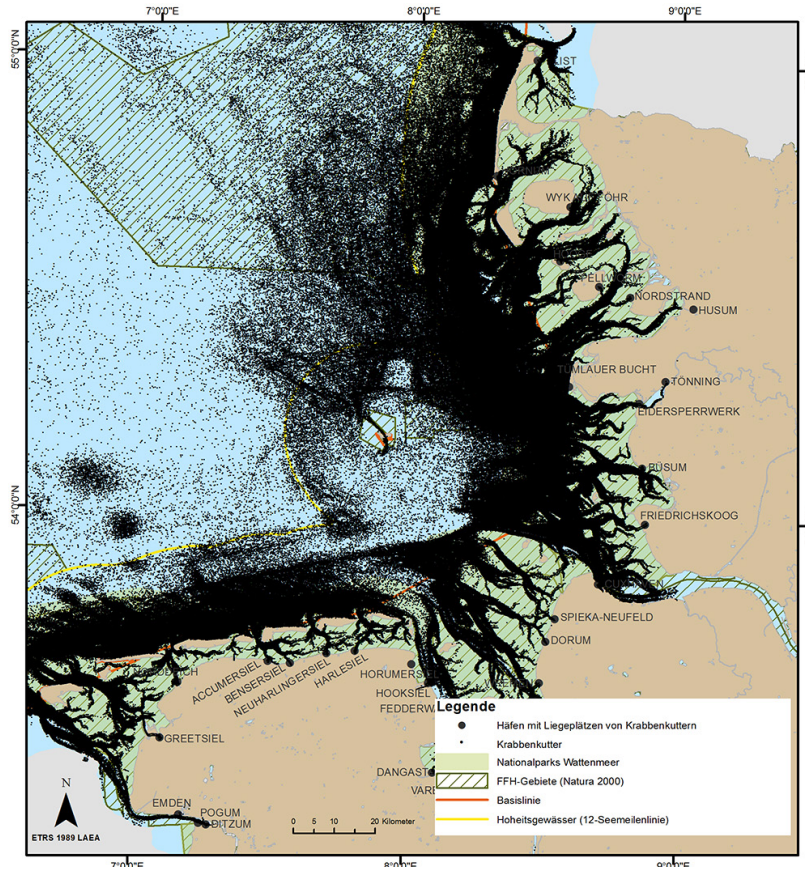 7°0'0"E
8°0'0"E
9°0'0"E
55°0'0"N
LIST
WYK AUF FÖHR
PELLWORM
NORDSTRAND
HUSUM
TÜMLAUER BUCHT
TÖNNING
EIDERSPERRWERK
BÜSUM
54°0'0"N
FRIEDRICHSKOOG
CUXHAVEN
SPIEKA-NEUFELD
DORUM
ACCUMERSIEL
BENSERSIEL
NEUHARLINGERSIEL
HARLESIEL
HORUMERSIEL
HOOKSIEL
FEDDERWA
GREETSIEL
DANGAST
VARE
EMDEN
POGUM
DITZUM
N
ETRS 1989 LAEA
0 5 10 20 Kilometer
Legende
Häfen mit Liegeplätzen von Krabbenkuttern
Krabbenkutter
Nationalparks Wattenmeer
FFH-Gebiete (Natura 2000)
Basislinie
Hoheitsgewässer (12-Seemeilenlinie)
7°0'0"E
8°0'0"E
9°0'0"E